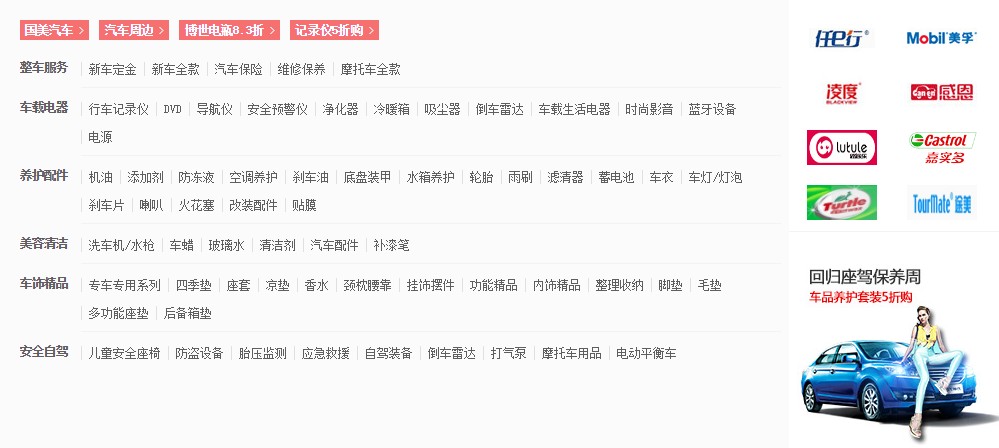 国美汽车 > 汽车周边 > 博世电瓶8.3折 > 记录仪5折购 >
整车服务 新车定金 新车全款 汽车保险 维修保养 摩托车全款
车载电器 行车记录仪 DVD 导航仪 安全预警仪 净化器 冷暖箱 吸尘器 倒车雷达 车载生活电器 时尚影音 蓝牙设备
电源
养护配件 机油 添加剂 防冻液 空调养护 刹车油 底盘装甲 水箱养护 轮胎 雨刷 滤清器 蓄电池 车衣 车灯/灯泡
刹车片 喇叭 火花塞 改装配件 贴膜
美容清洁 洗车机/水枪 车蜡 玻璃水 清洁剂 汽车配件 补漆笔
车饰精品 专车专用系列 四季垫 座套 凉垫 香水 颈枕腰靠 挂饰摆件 功能精品 内饰精品 整理收纳 脚垫 毛垫
多功能座垫 后备箱垫
安全自驾 儿童安全座椅 防盗设备 胎压监测 应急救援 自驾装备 倒车雷达 打气泵 摩托车用品 电动平衡车
任E行 Mobil 美孚
凌度 BLACKVIEW 感恩
lutule Castrol 嘉实多
Turtle TourMate 途美
回归座驾保养周
车品养护套装5折购